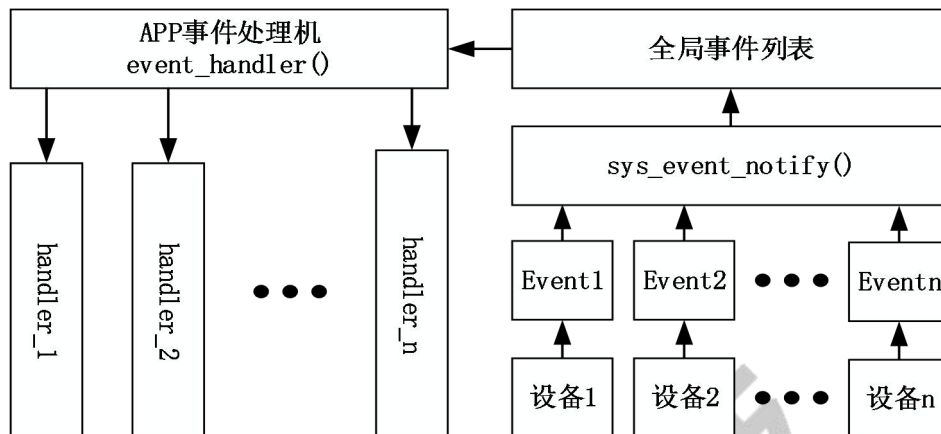 APP事件处理机
event_handler()
全局事件列表
sys_event_notify()
handler_1
handler_2
handler_n
Event1
Event2
Eventn
设备1
设备2
设备n